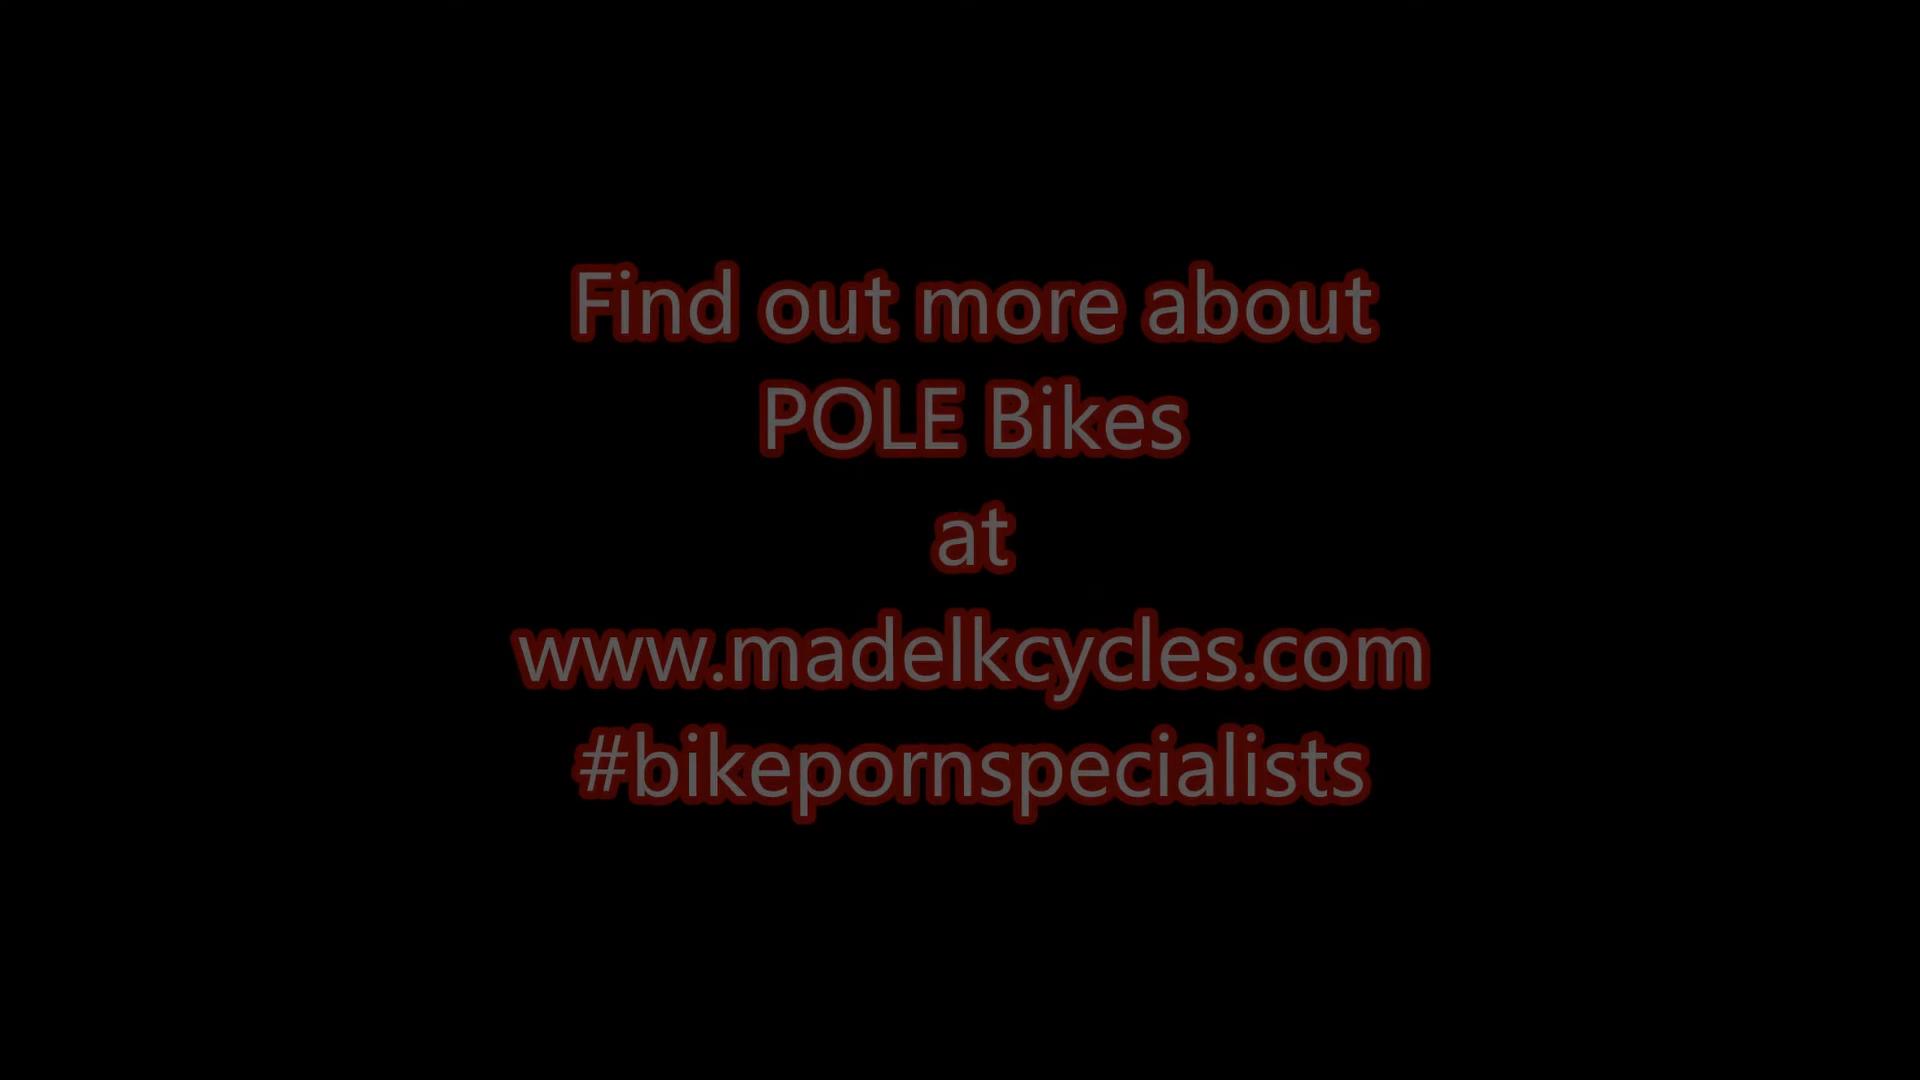 Find out more about
POLE Bikes
at
www.madelkcycles.com
#bikepornspecialists